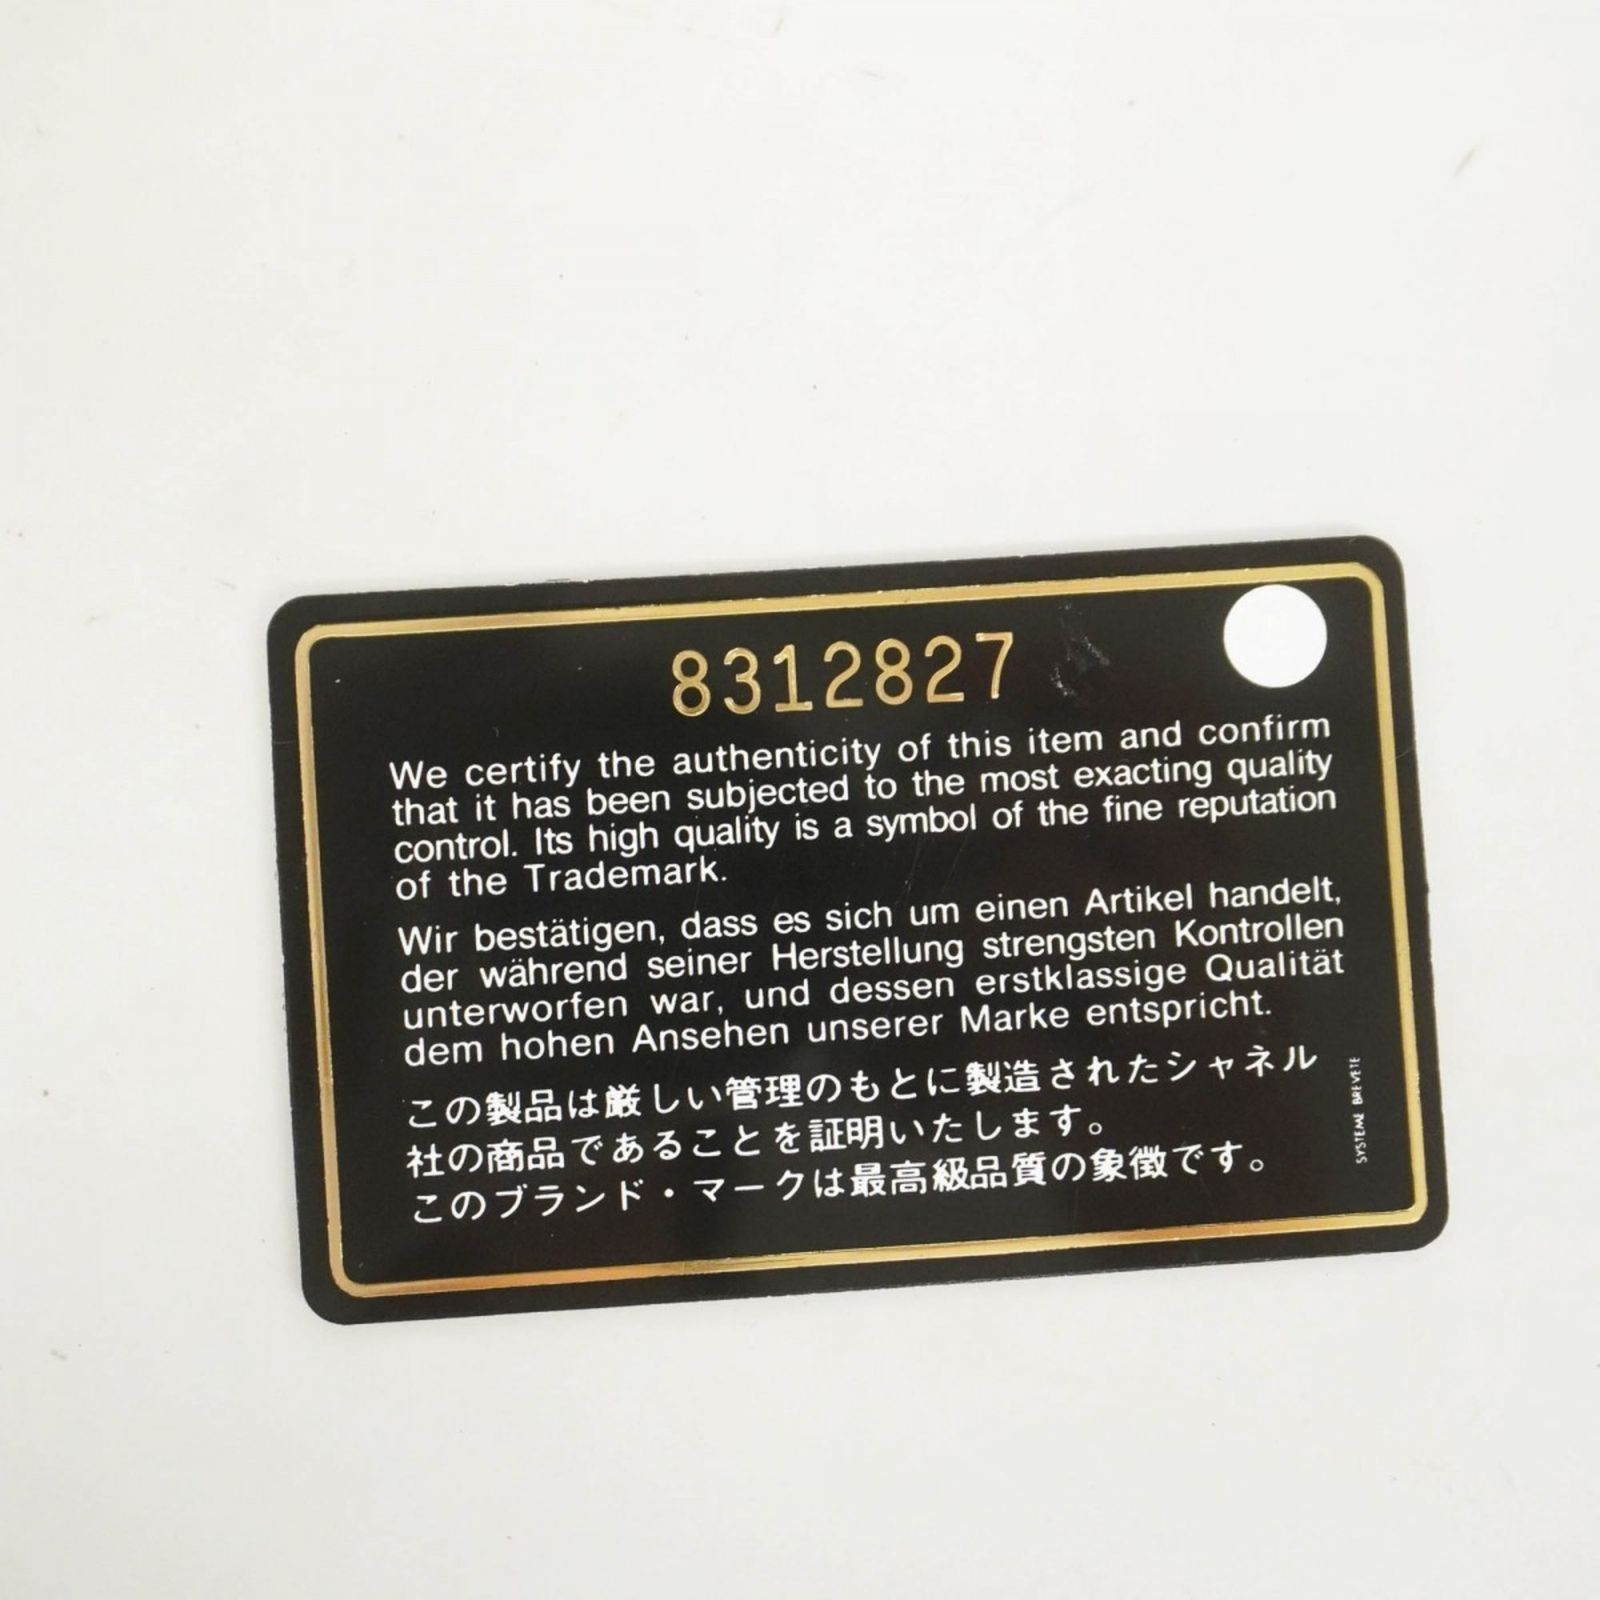 8312827
We certify the authenticity of this item and confirm
that it has been subjected to the most exacting quality
control. Its high quality is a symbol of the fine reputation
of the Trademark.
Wir bestätigen, dass es sich um einen Artikel handelt,
der während seiner Herstellung strengsten Kontrollen
unterworfen war, und dessen erstklassige Qualität
dem hohen Ansehen unserer Marke entspricht.
この製品は厳しい管理のもとに製造されたシャネル
社の商品であることを証明いたします。
このブランド・マークは最高級品質の象徴です。
SYSTEME BREVETE